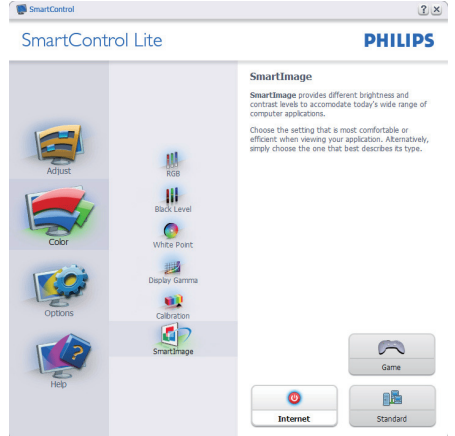 SmartControl
SmartControl Lite
PHILIPS
Adjust
Color
Options
Help
RGB
Black Level
White Point
Display Gamma
Calibration
SmartImage
SmartImage
SmartImage provides different brightness and
contrast levels to accomodate today's wide range of
computer applications.
Choose the setting that is most comfortable or
efficient when viewing your application. Alternatively,
simply choose the one that best describes its type.
Game
Internet
Standard